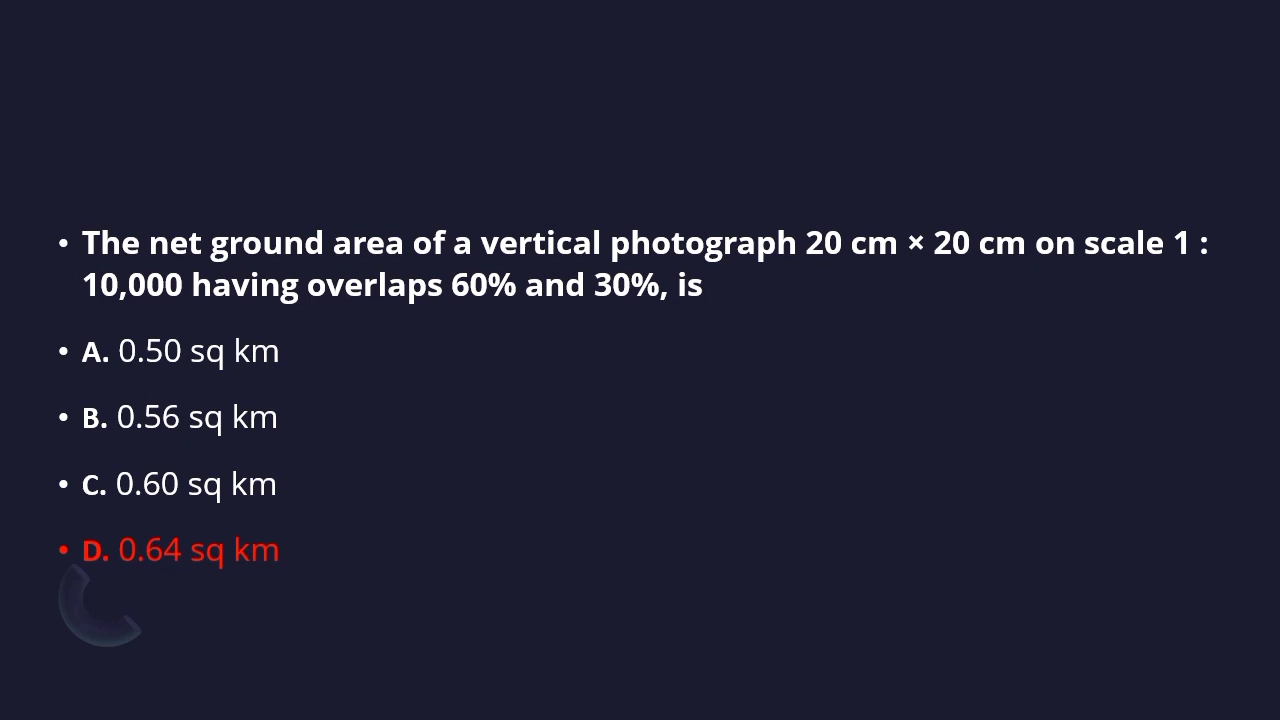 • The net ground area of a vertical photograph 20 cm × 20 cm on scale 1 :
10,000 having overlaps 60% and 30%, is
• A. 0.50 sq km
• B. 0.56 sq km
• C. 0.60 sq km
• D. 0.64 sq km